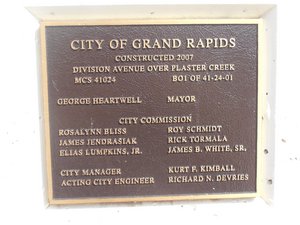 CITY OF GRAND RAPIDS
CONSTRUCTED 2007
DIVISION AVENUE OVER PLASTER CREEK
MCS 41024 B01 OF 41-24-01
GEORGE HEARTWELL MAYOR
CITY COMMISSION
ROSALYNN BLISS ROY SCHMIDT
JAMES JENDRASIAK RICK TORMALA
ELIAS LUMPKINS, JR. JAMES B. WHITE, SR.
CITY MANAGER KURT F. KIMBALL
ACTING CITY ENGINEER RICHARD N. DEVRIES